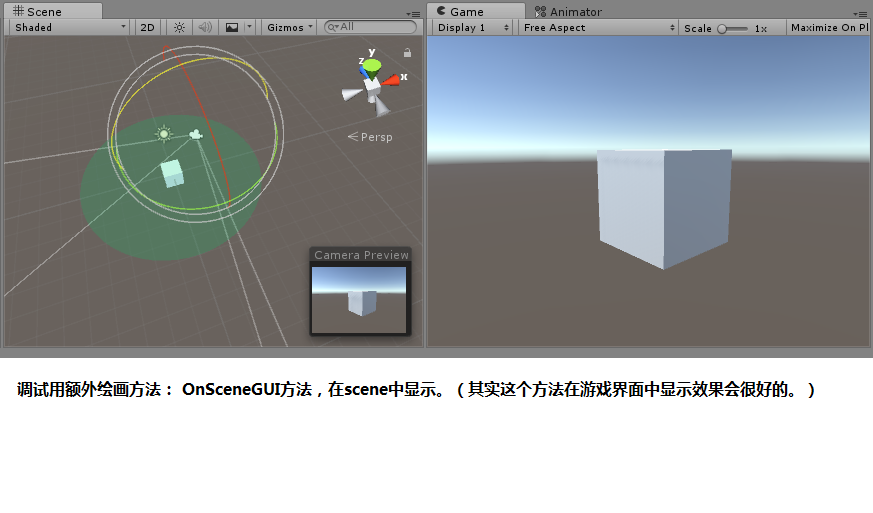 Scene
Game
Animator
Shaded
2D
Gizmos
All
Display 1
Free Aspect
Scale
1x
Maximize On Pl
y
z
x
Persp
Camera Preview
调试用额外绘画方法： OnSceneGUI方法，在scene中显示。（其实这个方法在游戏界面中显示效果会很好的。）